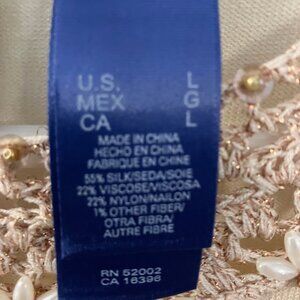 U.S. L
MEX G
CA L
MADE IN CHINA
HECHO EN CHINA
FABRIQUE EN CHINE
55% SILK/SEDA/SOIE
22% VISCOSE/VISCOSA
22% NYLON/NAILON
1% OTHER FIBER/
OTRA FIBRA/
AUTRE FIBRE
RN 52002
CA 16396